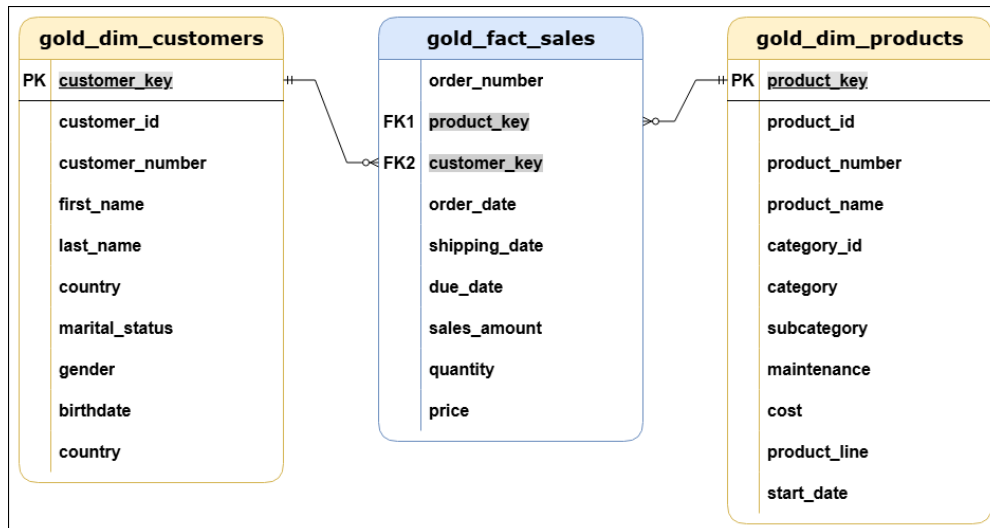 gold_dim_customers
PK customer_key
customer_id
customer_number
first_name
last_name
country
marital_status
gender
birthdate
country
gold_fact_sales
order_number
FK1 product_key
FK2 customer_key
order_date
shipping_date
due_date
sales_amount
quantity
price
gold_dim_products
PK product_key
product_id
product_number
product_name
category_id
category
subcategory
maintenance
cost
product_line
start_date